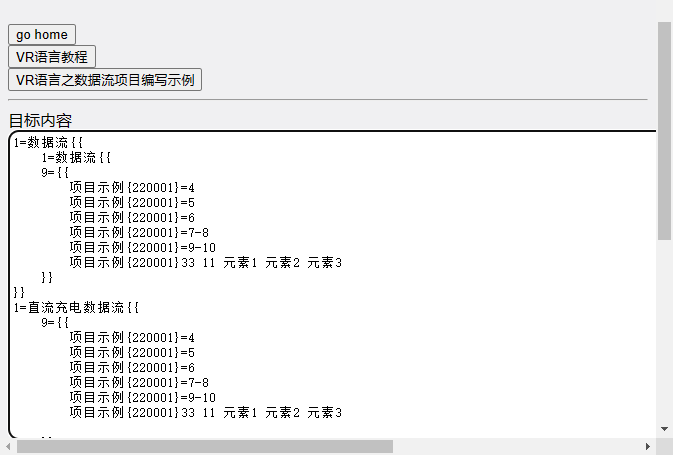 go home
VR语言教程
VR语言之数据流项目编写示例
目标内容
1=数据流{{
    1=数据流{{
    9={{
        项目示例{220001}=4
        项目示例{220001}=5
        项目示例{220001}=6
        项目示例{220001}=7-8
        项目示例{220001}=9-10
        项目示例{220001}33 11 元素1 元素2 元素3
    }}
}}
1=直流充电数据流{{
    9={{
        项目示例{220001}=4
        项目示例{220001}=5
        项目示例{220001}=6
        项目示例{220001}=7-8
        项目示例{220001}=9-10
        项目示例{220001}33 11 元素1 元素2 元素3